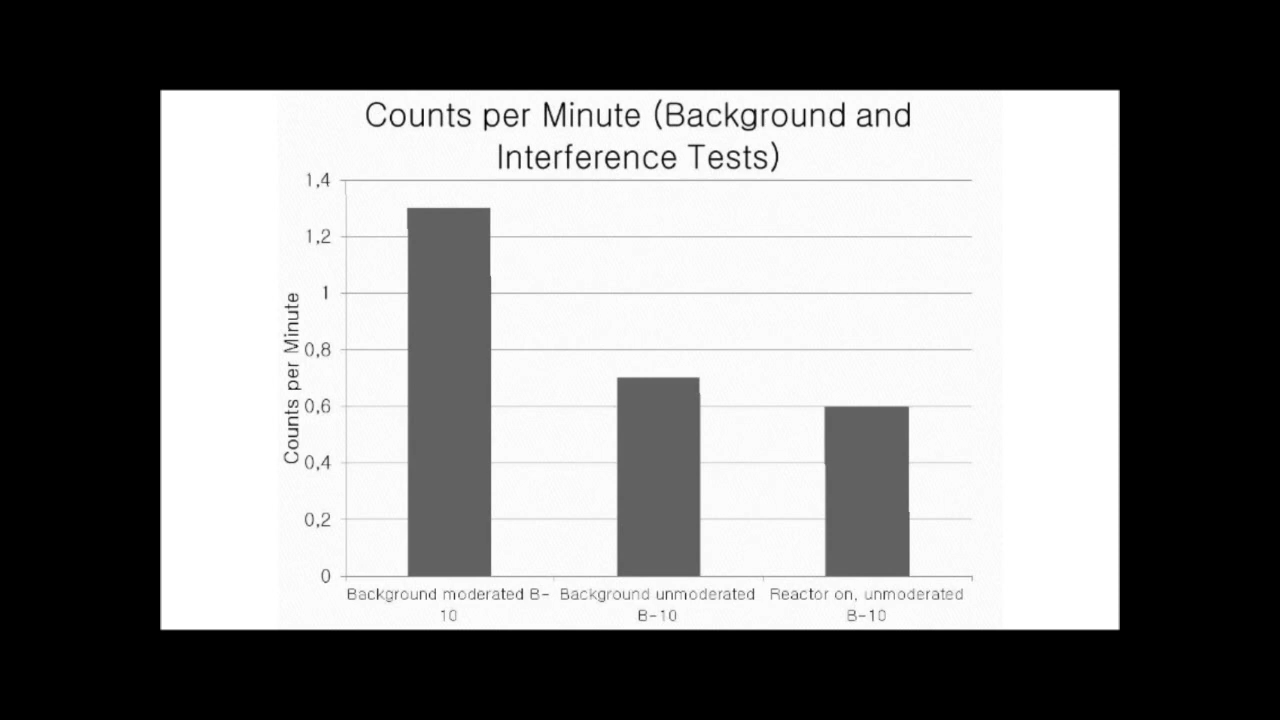 Counts per Minute (Background and
Interference Tests)
1,4
1,2
1
0,8
0,6
0,4
0,2
0
Counts per Minute
Background moderated B-
10
Background unmoderated
B-10
Reactor on, unmoderated
B-10